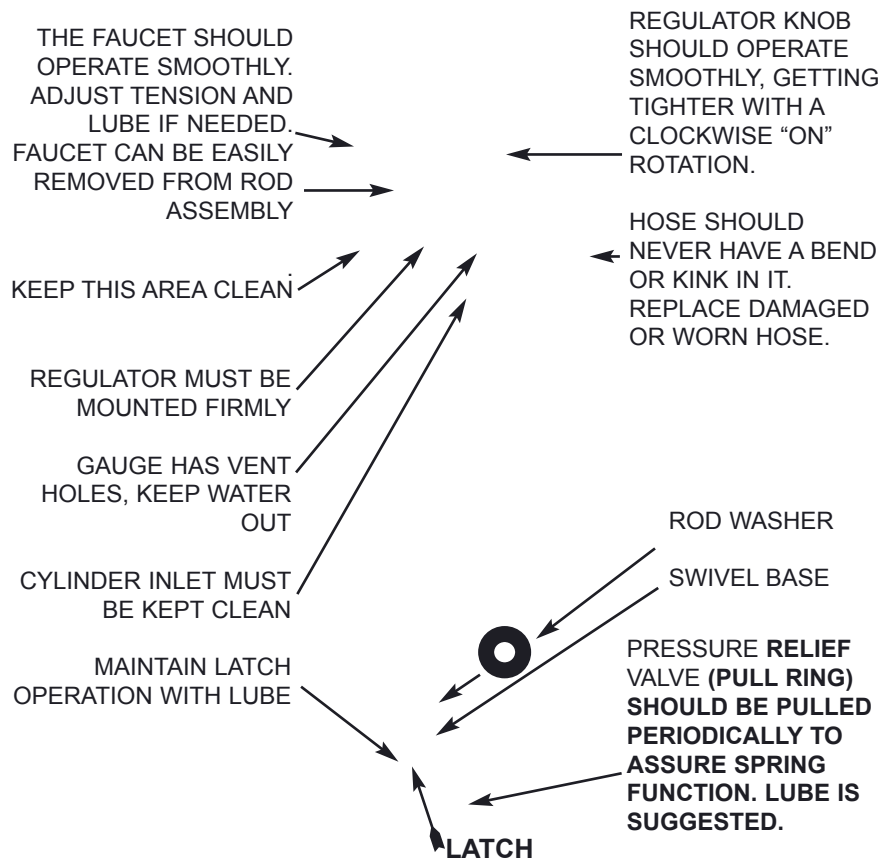 THE FAUCET SHOULD
OPERATE SMOOTHLY.
ADJUST TENSION AND
LUBE IF NEEDED.
FAUCET CAN BE EASILY
REMOVED FROM ROD
ASSEMBLY
KEEP THIS AREA CLEAN.
REGULATOR MUST BE
MOUNTED FIRMLY
GAUGE HAS VENT
HOLES, KEEP WATER
OUT
CYLINDER INLET MUST
BE KEPT CLEAN
MAINTAIN LATCH
OPERATION WITH LUBE
REGULATOR KNOB
SHOULD OPERATE
SMOOTHLY, GETTING
TIGHTER WITH A
CLOCKWISE “ON”
ROTATION.
HOSE SHOULD
NEVER HAVE A BEND
OR KINK IN IT.
REPLACE DAMAGED
OR WORN HOSE.
ROD WASHER
SWIVEL BASE
PRESSURE RELIEF
VALVE (PULL RING)
SHOULD BE PULLED
PERIODICALLY TO
ASSURE SPRING
FUNCTION. LUBE IS
SUGGESTED.
LATCH